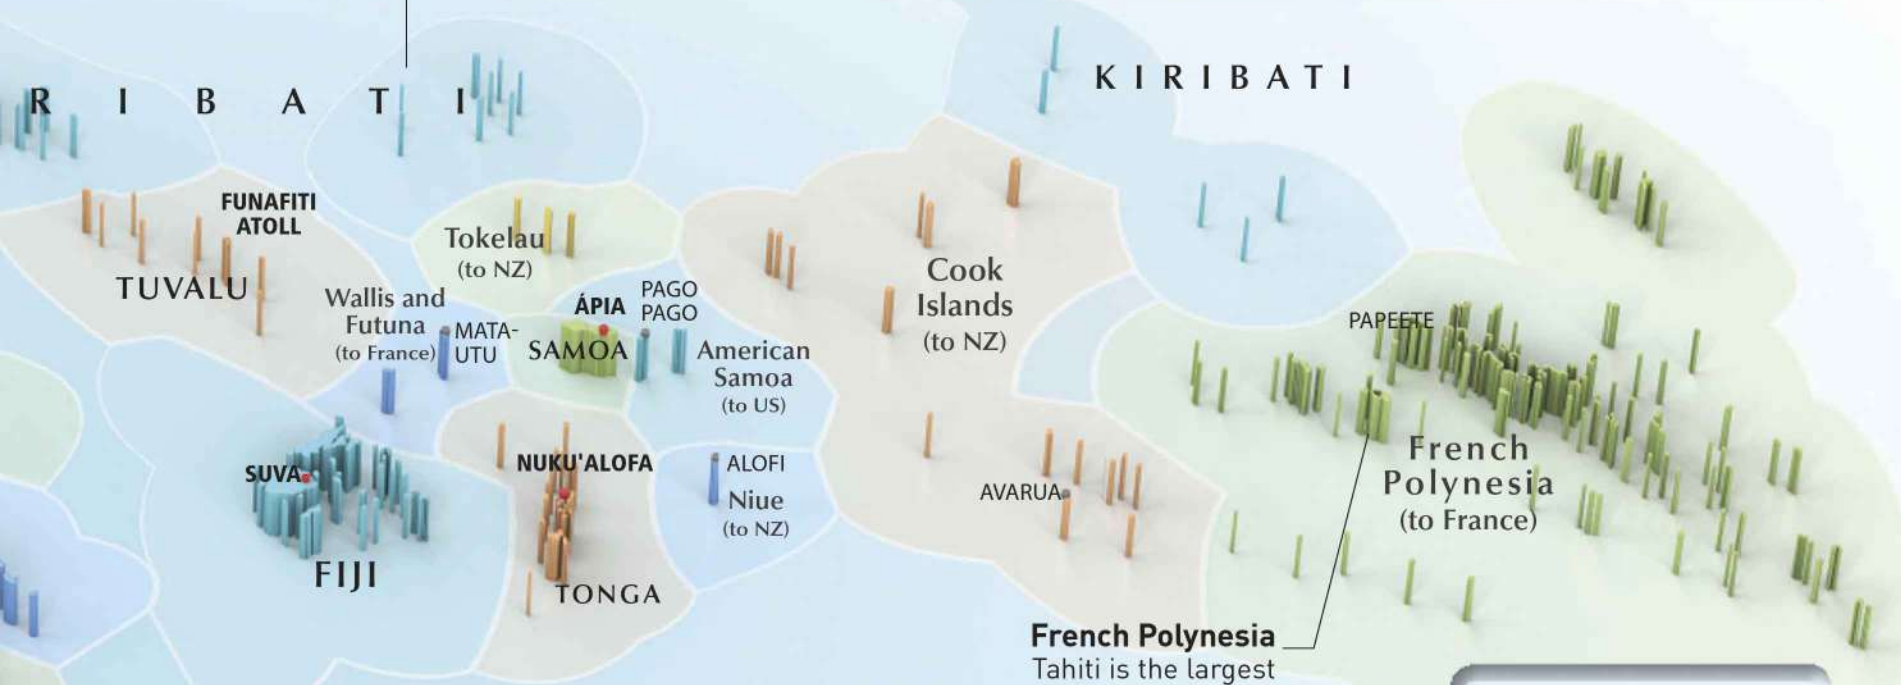 R I B A T I
KIRIBATI
FUNAFITI
ATOLL
TUVALU
Tokelau
(to NZ)
Wallis and
Futuna
(to France)
MATA-
UTU
ÁPIA
SAMOA
PAGO
PAGO
American
Samoa
(to US)
Cook
Islands
(to NZ)
PAPEETE
SUVA
FIJI
NUKU'ALOFA
TONGA
ALOFI
Niue
(to NZ)
AVARUA
French
Polynesia
(to France)
French Polynesia
Tahiti is the largest